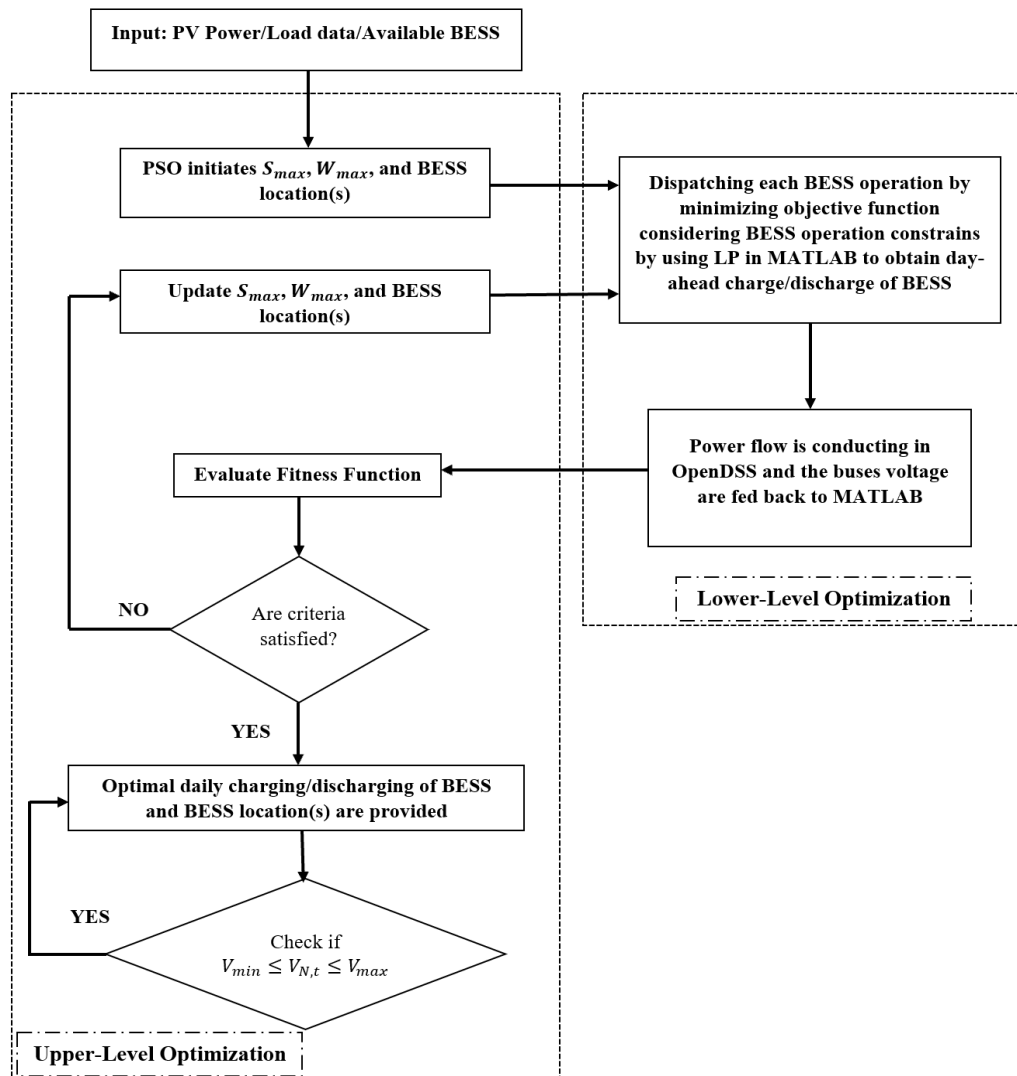 Input: PV Power/Load data/Available BESS
PSO initiates S_max, W_max, and BESS
location(s)
Dispatching each BESS operation by
minimizing objective function
considering BESS operation constrains
by using LP in MATLAB to obtain day-
ahead charge/discharge of BESS
Update S_max, W_max, and BESS
location(s)
Power flow is conducting in
OpenDSS and the buses voltage
are fed back to MATLAB
Evaluate Fitness Function
Lower-Level Optimization
NO
Are criteria
satisfied?
YES
Optimal daily charging/discharging of BESS
and BESS location(s) are provided
YES
Check if
V_min ≤ V_N,t ≤ V_max
Upper-Level Optimization